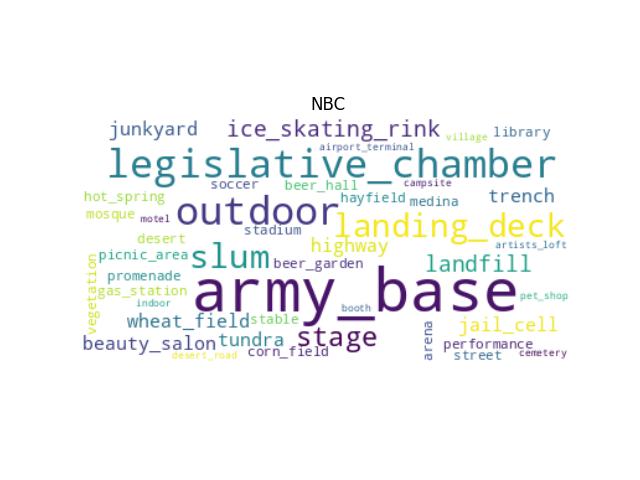 NBC
junkyard ice_skating_rink village library
airport_terminal
legislative_chamber
soccer beer_hall campsite
hot_spring hayfield medina trench
mosque motel outdoor landing_deck
stadium
desert highway artists_loft
picnic_area slum beer_garden landfill
vegetation promenade army_base
gas_station pet_shop
indoor booth
wheat_field stable arena jail_cell
beauty_salon tundra stage performance
desert_road corn_field street cemetery